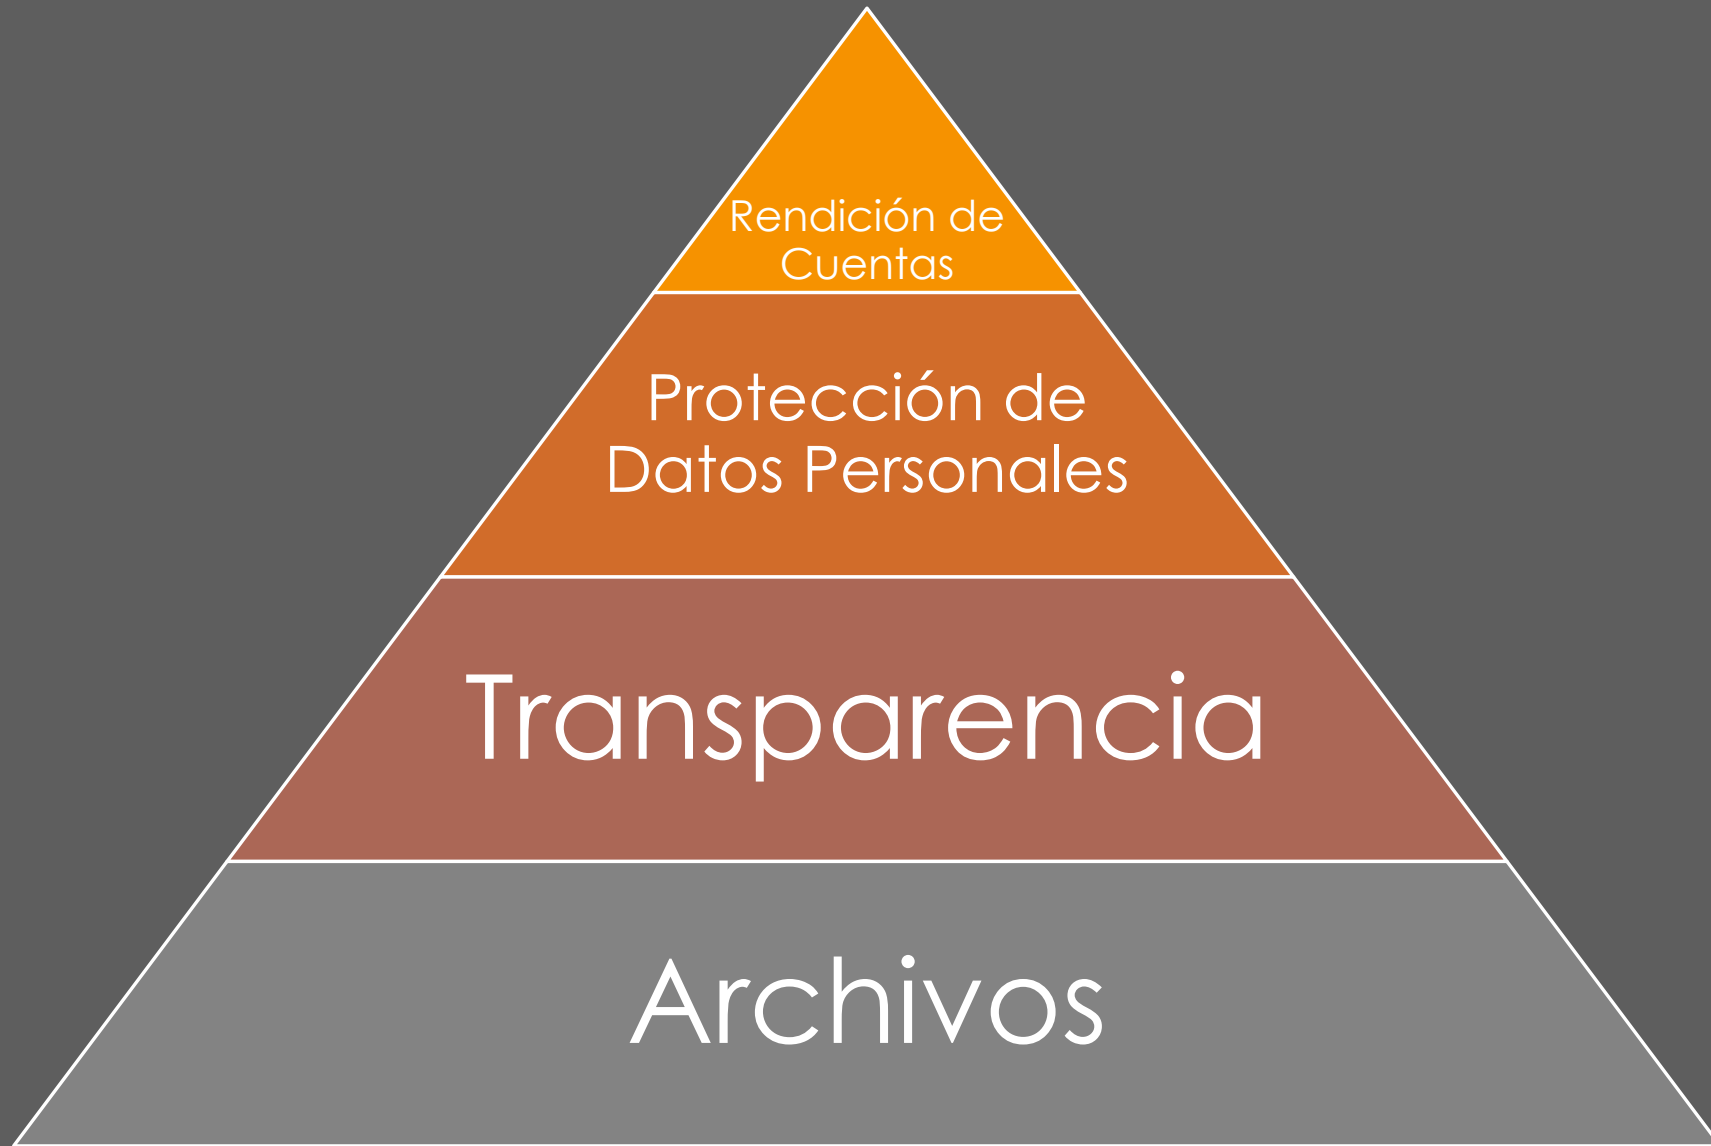 Rendición de
Cuentas
Protección de
Datos Personales
Transparencia
Archivos